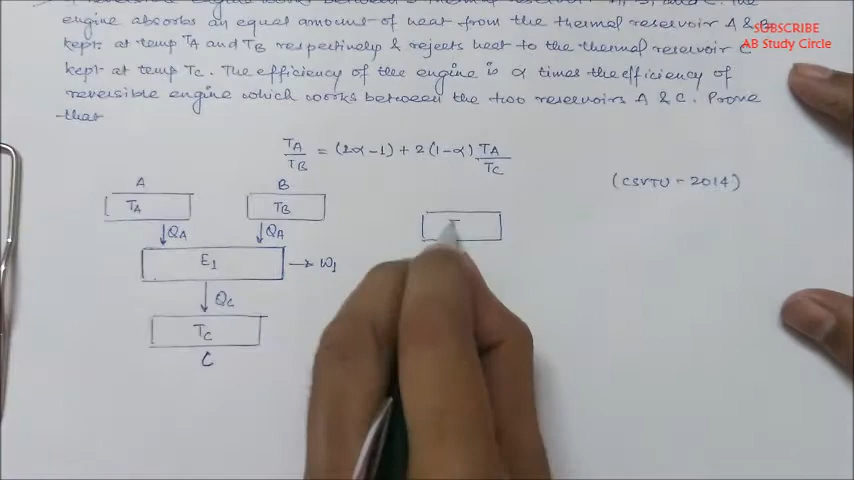 engine absorbs an equal amount of heat from the thermal reservoir A & B
kept at temp TA and TB respectively & rejects heat to the thermal reservoir C
kept at temp Tc. The efficiency of the engine is α times the efficiency of
reversible engine which works between the two reservoirs A & C. Prove
that
TA/TB = (2α-1) + 2(1-α) TA/TC
(CSVTU - 2014)
A B
TA TB
QA QA
E1 → W1
QC
TC
C
SUBSCRIBE
AB Study Circle